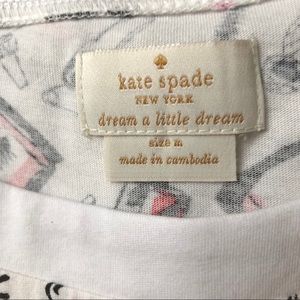 kate spade
NEW YORK
dream a little dream
size m
made in cambodia